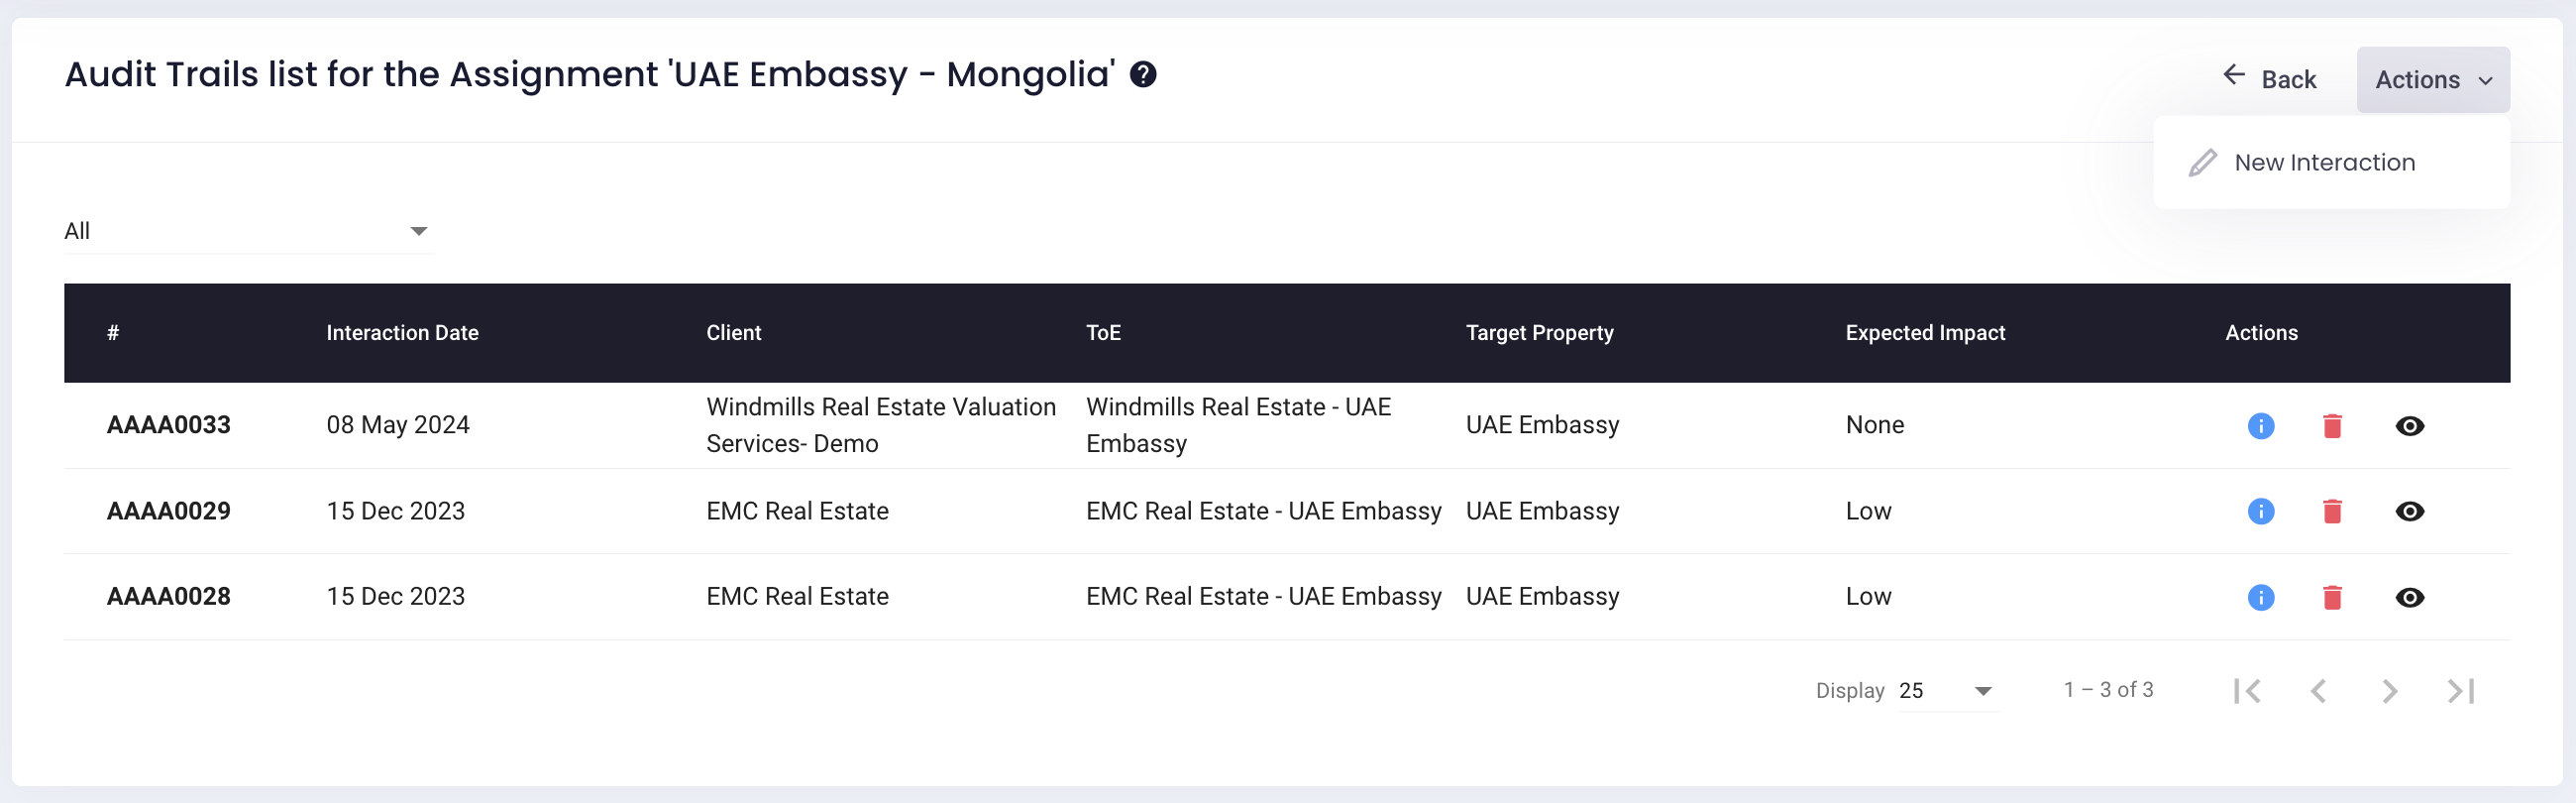 Audit Trails list for the Assignment 'UAE Embassy - Mongolia' ?
Back
Actions
New Interaction
All
# Interaction Date Client ToE Target Property Expected Impact Actions
AAAA0033 08 May 2024 Windmills Real Estate Valuation Services- Demo Windmills Real Estate - UAE Embassy UAE Embassy None
AAAA0029 15 Dec 2023 EMC Real Estate EMC Real Estate - UAE Embassy UAE Embassy Low
AAAA0028 15 Dec 2023 EMC Real Estate EMC Real Estate - UAE Embassy UAE Embassy Low
Display 25 1 – 3 of 3